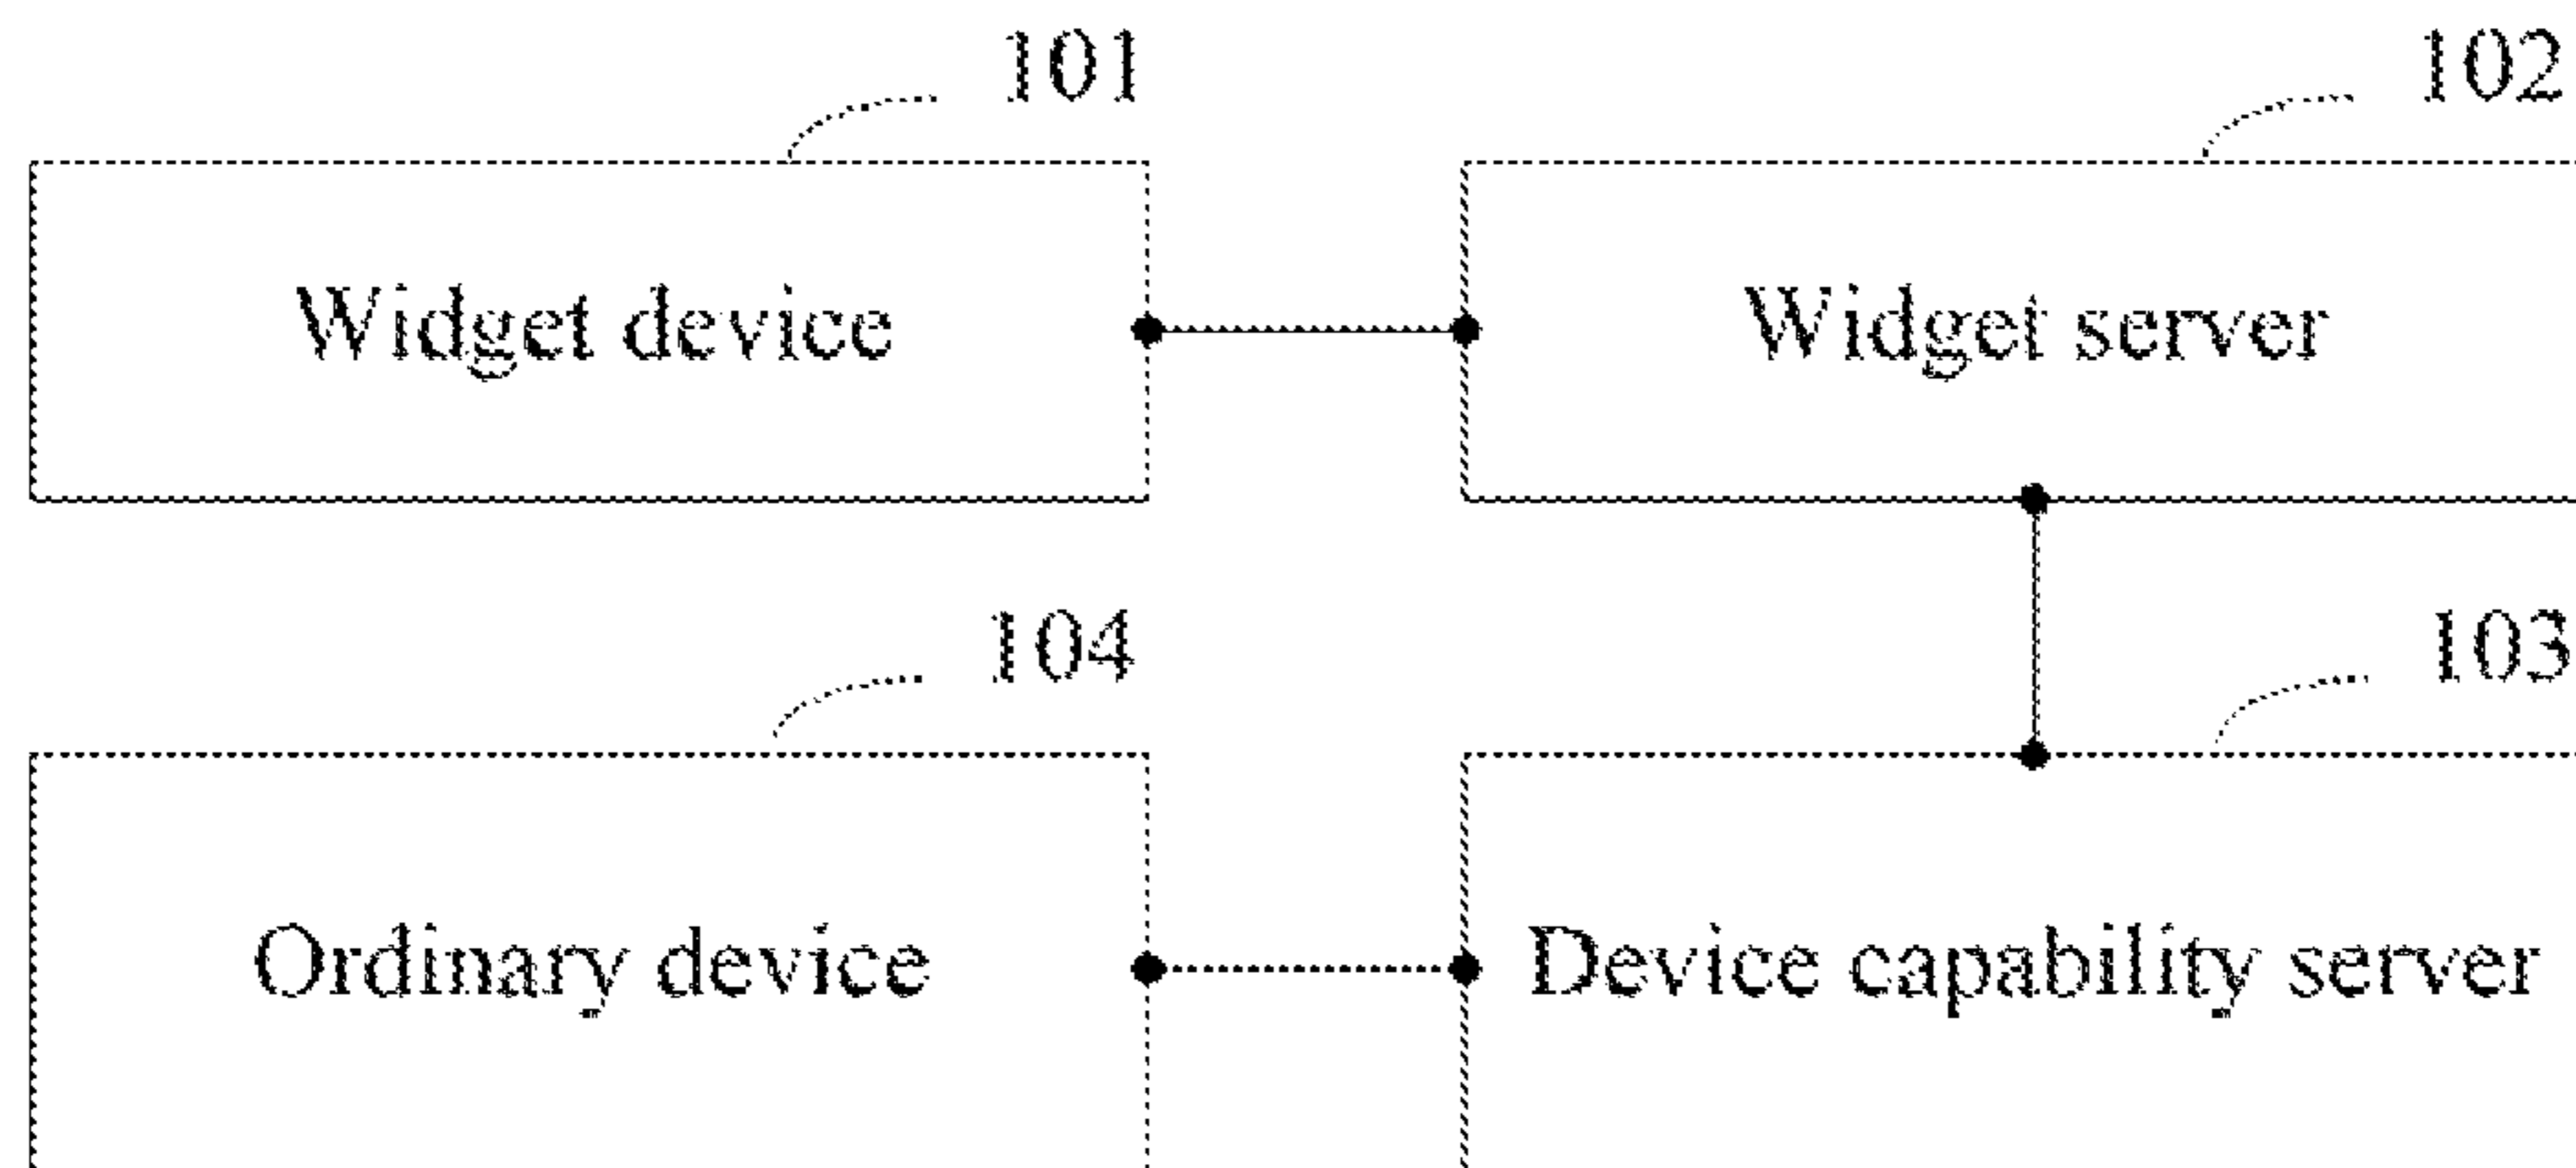 101
102
Widget device
Widget server
104
103
Ordinary device
Device capability server